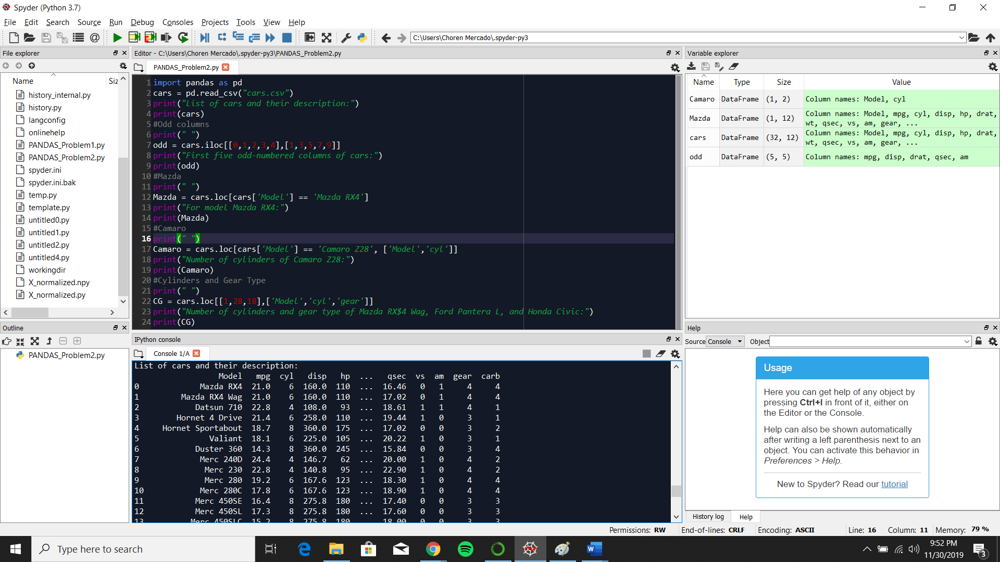 Spyder (Python 3.7)
File Edit Search Source Run Debug Consoles Projects Tools View Help
C:\Users\Choren Mercado\.spyder-py3
File explorer
Name Siz
history_internal.py
history.py
langconfig
onlinehelp
PANDAS_Problem1.py
PANDAS_Problem2.py
spyder.ini
spyder.ini.bak
temp.py
template.py
untitled0.py
untitled1.py
untitled2.py
untitled4.py
workingdir
X_normalized.npy
X_normalized.py
Outline
PANDAS_Problem2.py
Editor - C:\Users\Choren Mercado\.spyder-py3\PANDAS_Problem2.py
PANDAS_Problem2.py
1 import pandas as pd
2 cars = pd.read_csv("cars.csv")
3 print("List of cars and their description:")
4 print(cars)
5 #Odd columns
6 print(" ")
7 odd = cars.iloc[[0,1,2,3,4],[1,3,5,7,9]]
8 print("First five odd-numbered columns of cars:")
9 print(odd)
10 #Mazda
11 print(" ")
12 Mazda = cars.loc[cars['Model'] == 'Mazda RX4']
13 print("For model Mazda RX4:")
14 print(Mazda)
15 #Camaro
16 print(" ")
17 Camaro = cars.loc[cars['Model'] == 'Camaro Z28', ['Model','cyl']]
18 print("Number of cylinders of Camaro Z28:")
19 print(Camaro)
20 #Cylinders and Gear Type
21 print(" ")
22 CG = cars.loc[[1,28,18],['Model','cyl','gear']]
23 print("Number of cylinders and gear type of Mazda RX$4 Wag, Ford Pantera L, and Honda Civic:")
24 print(CG)
IPython console
Console 1/A
List of cars and their description:
Model mpg cyl disp hp ... qsec vs am gear carb
0 Mazda RX4 21.0 6 160.0 110 ... 16.46 0 1 4 4
1 Mazda RX4 Wag 21.0 6 160.0 110 ... 17.02 0 1 4 4
2 Datsun 710 22.8 4 108.0 93 ... 18.61 1 1 4 1
3 Hornet 4 Drive 21.4 6 258.0 110 ... 19.44 1 0 3 1
4 Hornet Sportabout 18.7 8 360.0 175 ... 17.02 0 0 3 2
5 Valiant 18.1 6 225.0 105 ... 20.22 1 0 3 1
6 Duster 360 14.3 8 360.0 245 ... 15.84 0 0 3 4
7 Merc 240D 24.4 4 146.7 62 ... 20.00 1 0 4 2
8 Merc 230 22.8 4 140.8 95 ... 22.90 1 0 4 2
9 Merc 280 19.2 6 167.6 123 ... 18.30 1 0 4 4
10 Merc 280C 17.8 6 167.6 123 ... 18.90 1 0 4 4
11 Merc 450SE 16.4 8 275.8 180 ... 17.40 0 0 3 3
12 Merc 450SL 17.3 8 275.8 180 ... 17.60 0 0 3 3
13 Merc 450SLC 15.2 8 275.8 180 ... 18.00 0 0 3 3
Variable explorer
Name Type Size Value
Camaro DataFrame (1, 2) Column names: Model, cyl
Mazda DataFrame (1, 12) Column names: Model, mpg, cyl, disp, hp, drat, wt, qsec, vs, am, gear, ...
cars DataFrame (32, 12) Column names: Model, mpg, cyl, disp, hp, drat, wt, qsec, vs, am, gear, ...
odd DataFrame (5, 5) Column names: mpg, disp, drat, qsec, am
Help
Source Console Object
Usage
Here you can get help of any object by
pressing Ctrl+I in front of it, either on
the Editor or the Console.
Help can also be shown automatically
after writing a left parenthesis next to an
object. You can activate this behavior in
Preferences > Help.
New to Spyder? Read our tutorial
History log Help
Permissions: RW End-of-lines: CRLF Encoding: ASCII Line: 16 Column: 11 Memory: 79 %
Type here to search
9:52 PM
11/30/2019
3